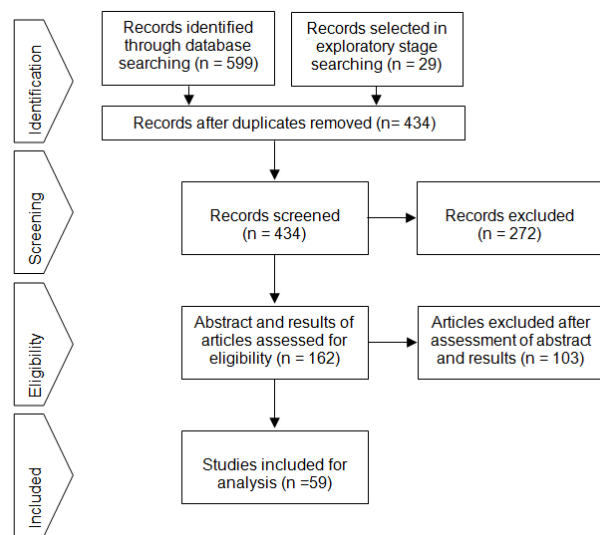 Identification
Records identified
through database
searching (n = 599)
Records selected in
exploratory stage
searching (n = 29)
Records after duplicates removed (n= 434)
Screening
Records screened
(n = 434)
Records excluded
(n = 272)
Eligibility
Abstract and results of
articles assessed for
eligibility (n = 162)
Articles excluded after
assessment of abstract
and results (n = 103)
Included
Studies included for
analysis (n =59)